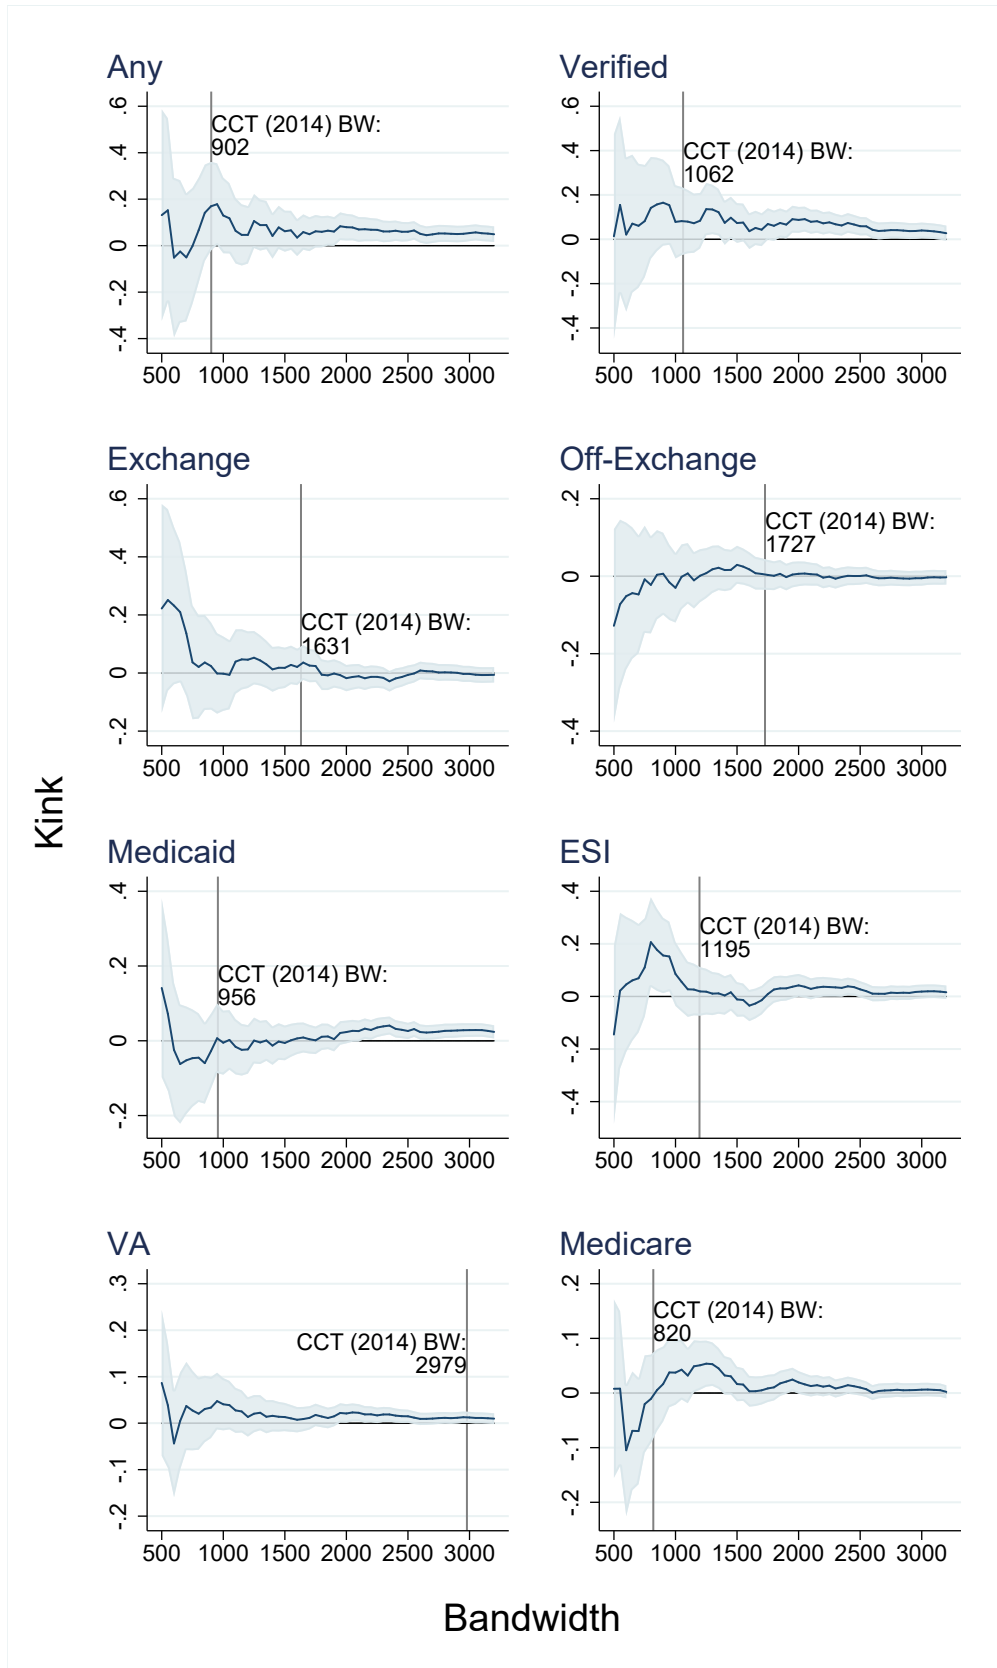 Any
.6
.4
.2
0
-.2
-.4
CCT (2014) BW:
902
500 1000 1500 2000 2500 3000
Verified
.6
.4
.2
0
-.2
-.4
CCT (2014) BW:
1062
500 1000 1500 2000 2500 3000
Exchange
.6
.4
.2
0
-.2
CCT (2014) BW:
1631
500 1000 1500 2000 2500 3000
Off-Exchange
.2
0
-.2
-.4
CCT (2014) BW:
1727
500 1000 1500 2000 2500 3000
Kink
Medicaid
.4
.2
0
-.2
CCT (2014) BW:
956
500 1000 1500 2000 2500 3000
ESI
.4
.2
0
-.2
-.4
CCT (2014) BW:
1195
500 1000 1500 2000 2500 3000
VA
.3
.2
.1
0
-.1
-.2
CCT (2014) BW:
2979
500 1000 1500 2000 2500 3000
Medicare
.2
.1
0
-.1
-.2
CCT (2014) BW:
820
500 1000 1500 2000 2500 3000
Bandwidth